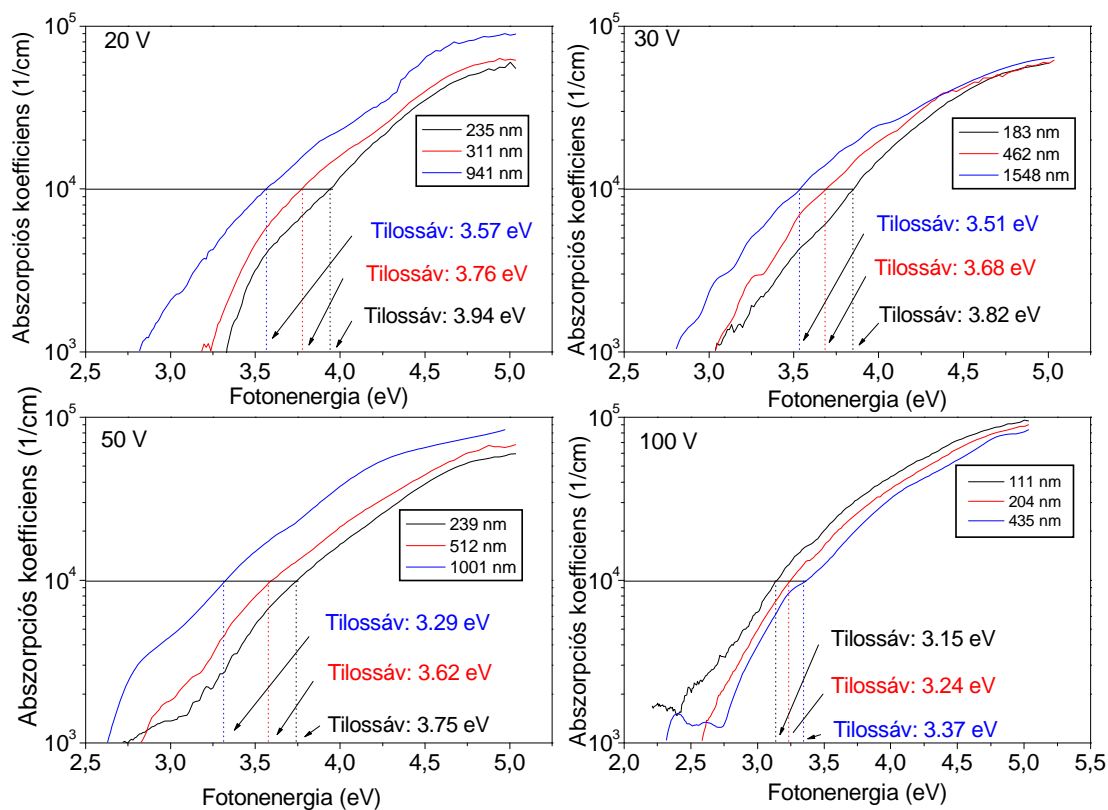 20 V
Abszorpciós koefficiens (1/cm)
10^5
10^4
10^3
235 nm
311 nm
941 nm
Tilossáv: 3.57 eV
Tilossáv: 3.76 eV
Tilossáv: 3.94 eV
2,5 3,0 3,5 4,0 4,5 5,0
Fotonenergia (eV)
30 V
Abszorpciós koefficiens (1/cm)
10^5
10^4
10^3
183 nm
462 nm
1548 nm
Tilossáv: 3.51 eV
Tilossáv: 3.68 eV
Tilossáv: 3.82 eV
2,5 3,0 3,5 4,0 4,5 5,0
Fotonenergia (eV)
50 V
Abszorpciós koefficiens (1/cm)
10^5
10^4
10^3
239 nm
512 nm
1001 nm
Tilossáv: 3.29 eV
Tilossáv: 3.62 eV
Tilossáv: 3.75 eV
2,5 3,0 3,5 4,0 4,5 5,0
Fotonenergia (eV)
100 V
Abszorpciós koefficiens (1/cm)
10^5
10^4
10^3
111 nm
204 nm
435 nm
Tilossáv: 3.15 eV
Tilossáv: 3.24 eV
Tilossáv: 3.37 eV
2,0 2,5 3,0 3,5 4,0 4,5 5,0 5,5
Fotonenergia (eV)